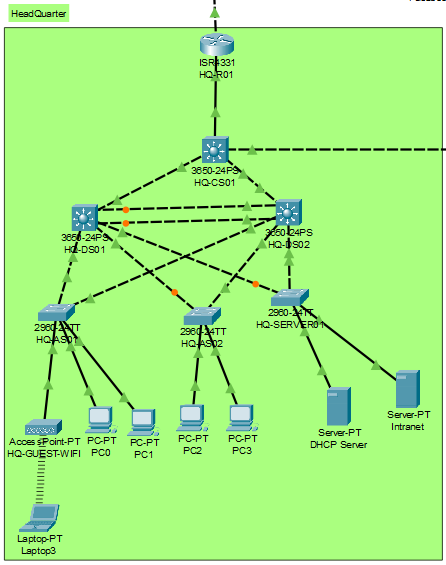 HeadQuarter
ISR4331
HQ-R01
3650-24PS
HQ-CS01
3650-24PS
HQ-DS01
3650-24PS
HQ-DS02
2960-24TT
HQ-AS01
2960-24TT
HQ-AS02
2960-24TT
HQ-SERVER01
Access Point-PT
HQ-GUEST-WIFI
PC-PT
PC0
PC-PT
PC1
PC-PT
PC2
PC-PT
PC3
Server-PT
DHCP Server
Server-PT
Intranet
Laptop-PT
Laptop3